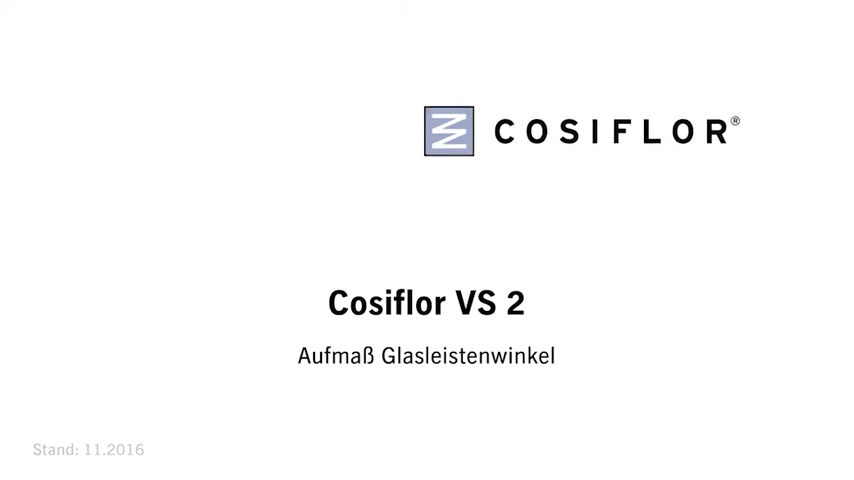 COSIFLOR®
Cosiflor VS 2
Aufmaß Glasleistenwinkel
Stand: 11.2016